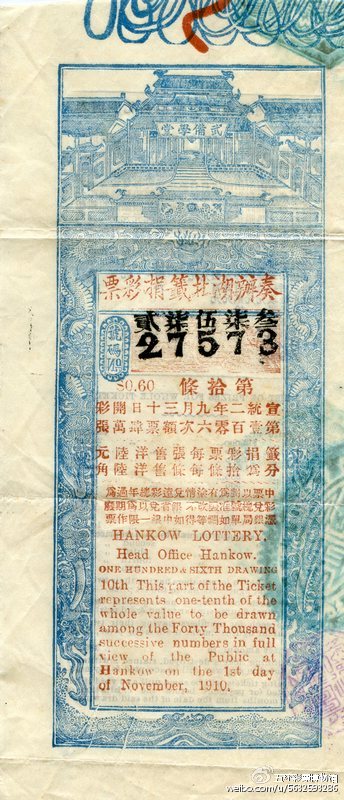 武備學堂
奏辦湖北籤捐彩票
叁柒伍柒貳
27573
號碼
$0.60 第拾條
宣統二年九月三十日開彩
第壹百零六次額票肆萬張
籤捐彩票每張售洋陸元
分爲拾條每條售洋陸角
HANKOW LOTTERY.
Head Office Hankow.
ONE HUNDRED & SIXTH DRAWING
10th This part of the Ticket
represents one-tenth of the
whole value to be drawn
among the Forty Thousand
successive numbers in full
view of the Public at
Hankow on the 1st day
of November, 1910.
weibo.com/u/5632593286